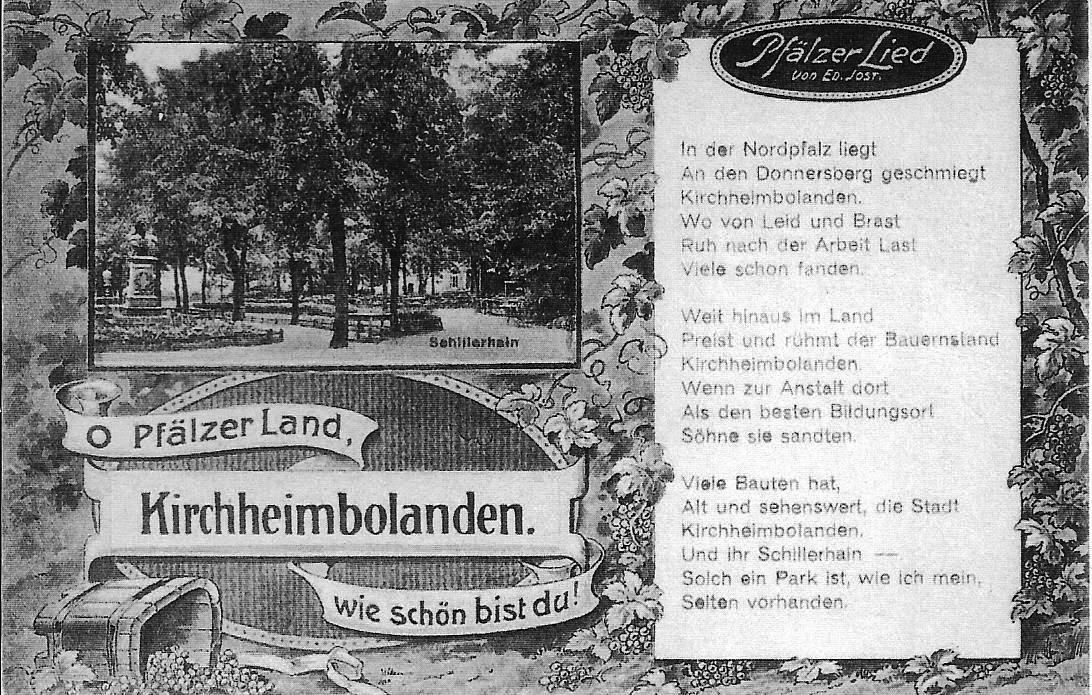 Schillerhain
O Pfälzer Land,
Kirchheimbolanden.
wie schön bist du!
Pfälzer Lied
von Ed. Jost.
In der Nordpfalz liegt
An den Donnersberg geschmiegt
Kirchheimbolanden.
Wo von Leid und Brast
Ruh nach der Arbeit Last
Viele schon fanden.
Weit hinaus im Land
Preist und rühmt der Bauernstand
Kirchheimbolanden.
Wenn zur Anstalt dort
Als den besten Bildungsort
Söhne sie sandten.
Viele Bauten hat,
Alt und sehenswert, die Stadt
Kirchheimbolanden.
Und ihr Schillerhain —
Solch ein Park ist, wie ich mein,
Selten vorhanden.